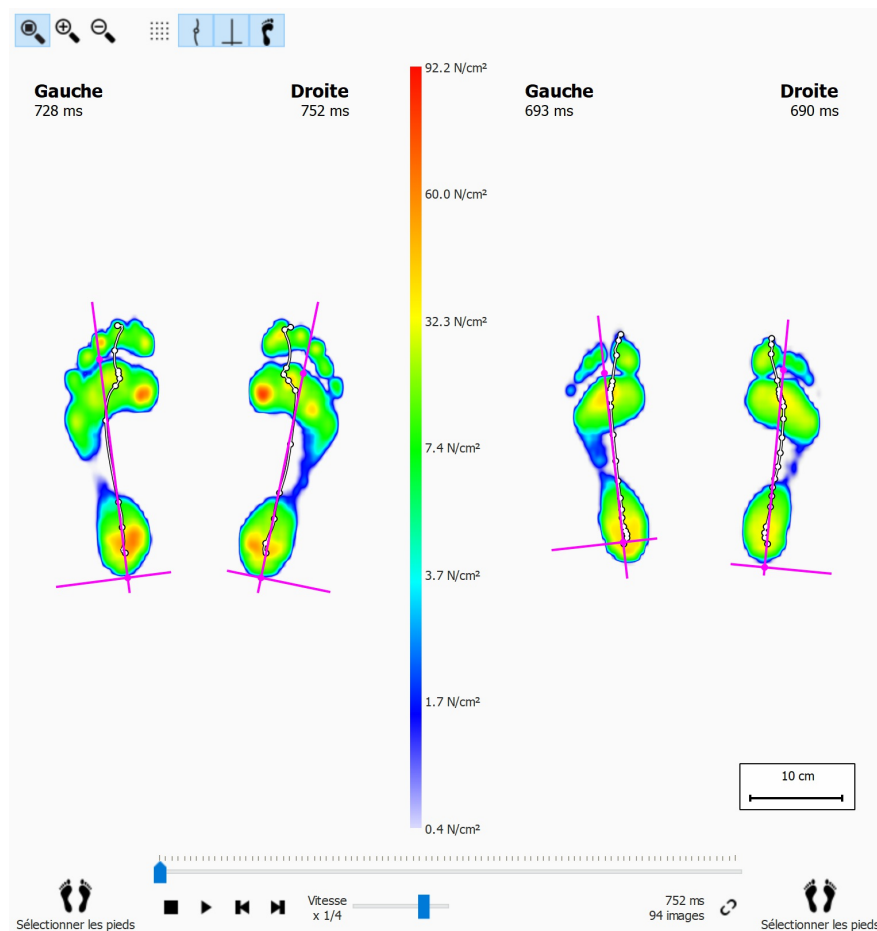 Gauche
728 ms
Droite
752 ms
92.2 N/cm²
60.0 N/cm²
32.3 N/cm²
7.4 N/cm²
3.7 N/cm²
1.7 N/cm²
0.4 N/cm²
Gauche
693 ms
Droite
690 ms
10 cm
Sélectionner les pieds
Vitesse
x 1/4
752 ms
94 images
Sélectionner les pieds